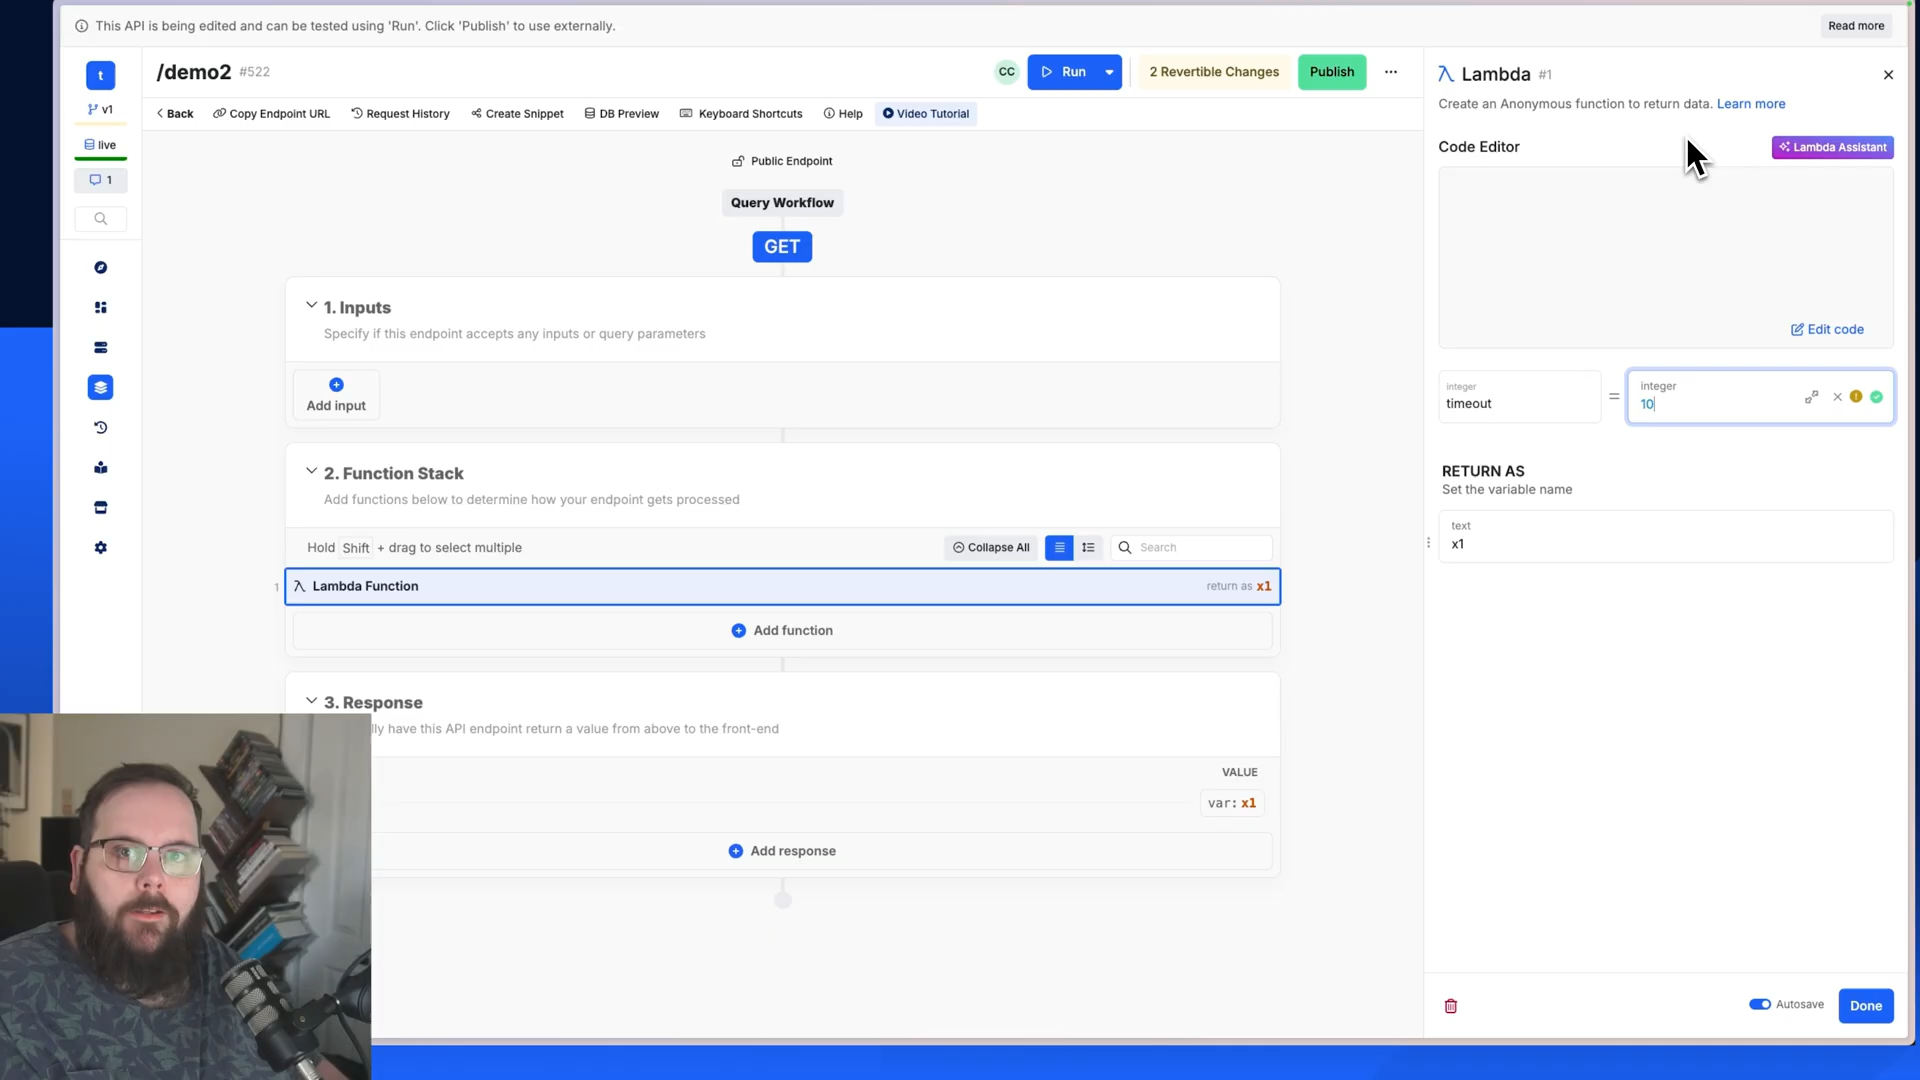 This API is being edited and can be tested using 'Run'. Click 'Publish' to use externally.
Read more
t
/demo2 #522
CC
Run
2 Revertible Changes
Publish
v1
Back
Copy Endpoint URL
Request History
Create Snippet
DB Preview
Keyboard Shortcuts
Help
Video Tutorial
live
1
Public Endpoint
Query Workflow
GET
1. Inputs
Specify if this endpoint accepts any inputs or query parameters
Add input
2. Function Stack
Add functions below to determine how your endpoint gets processed
Hold Shift + drag to select multiple
Collapse All
Search
1
Lambda Function
return as x1
Add function
3. Response
lly have this API endpoint return a value from above to the front-end
VALUE
var: x1
Add response
Lambda #1
Create an Anonymous function to return data. Learn more
Code Editor
Lambda Assistant
Edit code
integer
timeout
=
integer
10
RETURN AS
Set the variable name
text
x1
Autosave
Done